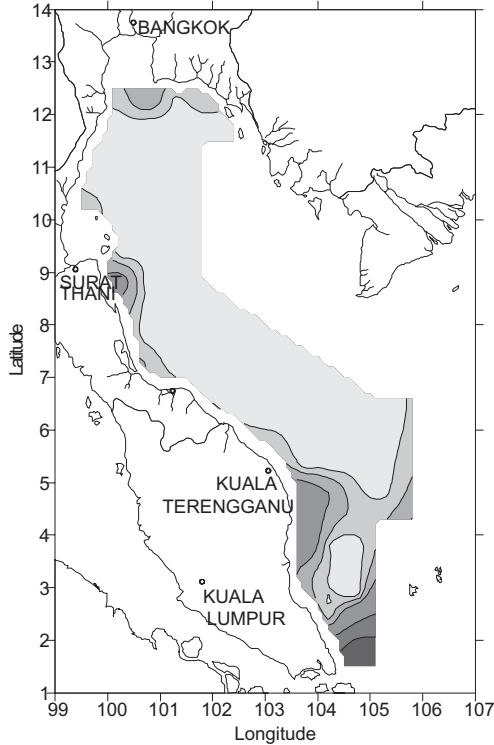 14
BANGKOK
13
12
11
10
9
SURAT
THANI
8
Latitude
7
6
5
KUALA
TERENGGANU
4
3
KUALA
LUMPUR
2
1
99 100 101 102 103 104 105 106 107
Longitude